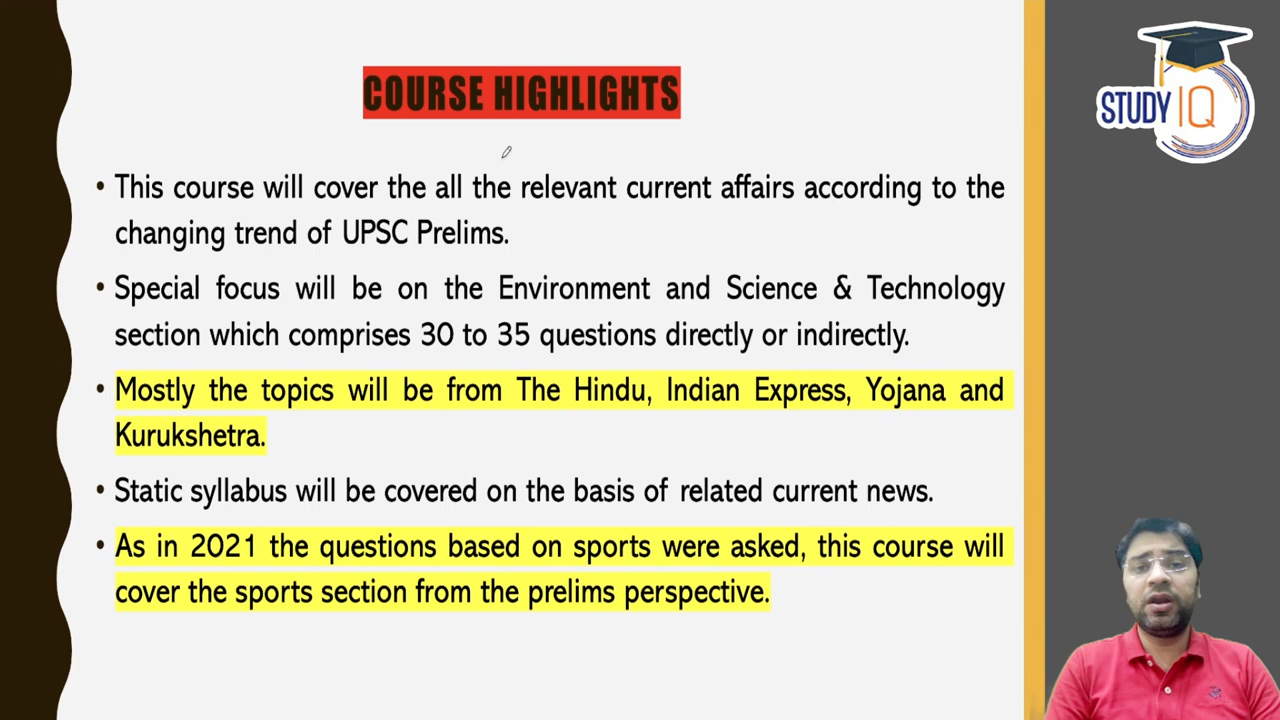 COURSE HIGHLIGHTS
STUDY IQ
• This course will cover the all the relevant current affairs according to the
changing trend of UPSC Prelims.
• Special focus will be on the Environment and Science & Technology
section which comprises 30 to 35 questions directly or indirectly.
• Mostly the topics will be from The Hindu, Indian Express, Yojana and
Kurukshetra.
• Static syllabus will be covered on the basis of related current news.
• As in 2021 the questions based on sports were asked, this course will
cover the sports section from the prelims perspective.